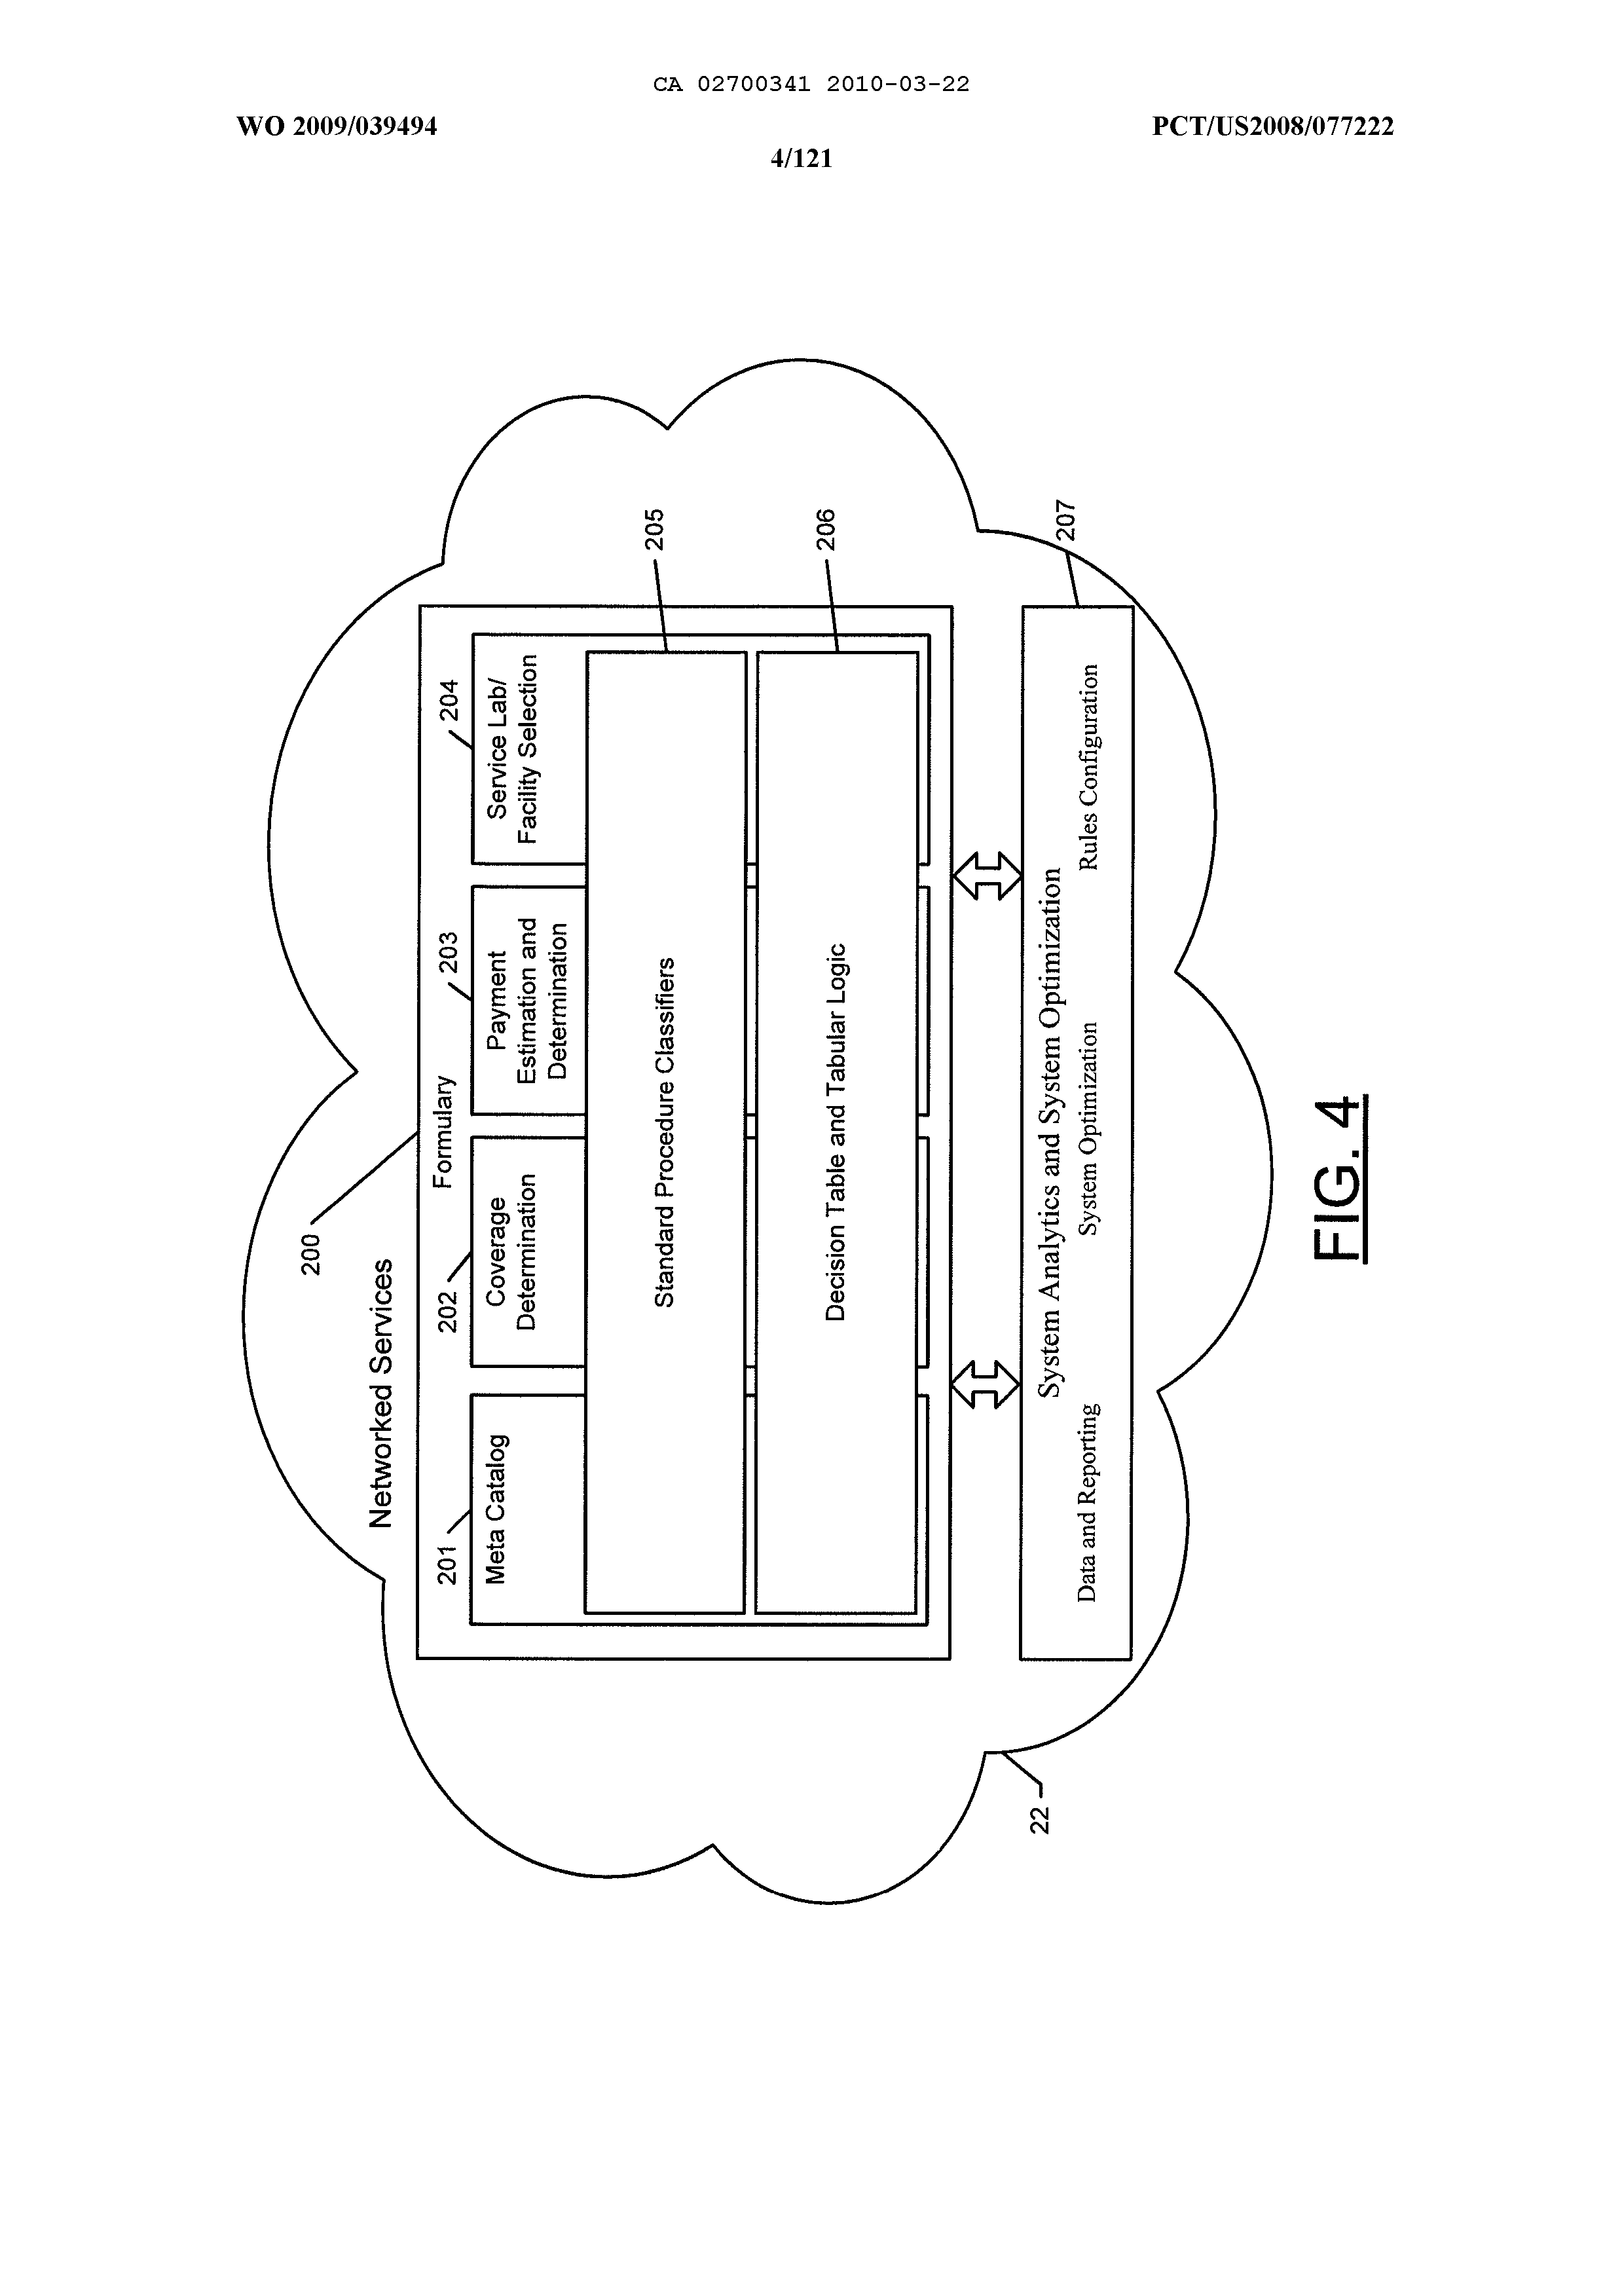 CA 02700341 2010-03-22
WO 2009/039494
PCT/US2008/077222
4/121
200
Networked Services
Formulary
201
202
203
204
Meta Catalog
Coverage
Determination
Payment
Estimation and
Determination
Service Lab/
Facility Selection
205
Standard Procedure Classifiers
206
Decision Table and Tabular Logic
207
System Analytics and System Optimization
Data and Reporting
System Optimization
Rules Configuration
22
FIG. 4